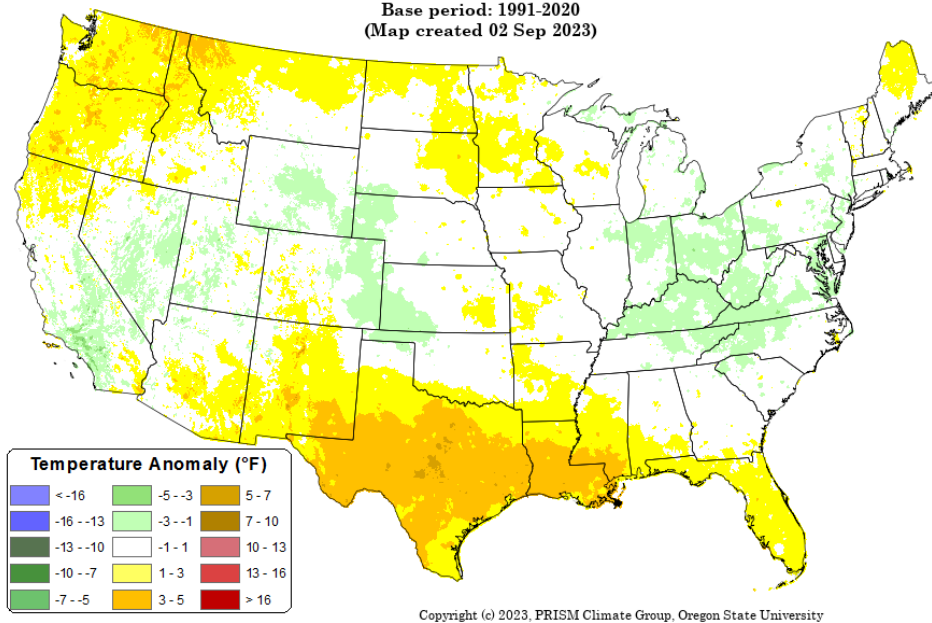 Base period: 1991-2020
(Map created 02 Sep 2023)
Temperature Anomaly (°F)
< -16
-5 - -3
5 - 7
-16 - -13
-3 - -1
7 - 10
-13 - -10
-1 - 1
10 - 13
-10 - -7
1 - 3
13 - 16
-7 - -5
3 - 5
> 16
Copyright (c) 2023, PRISM Climate Group, Oregon State University